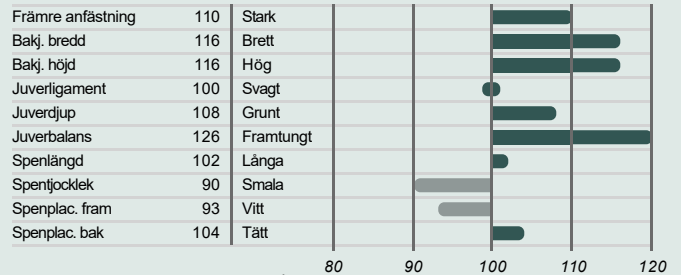 Främre anfästning 110 Stark
Bakj. bredd 116 Brett
Bakj. höjd 116 Hög
Juverligament 100 Svagt
Juverdjup 108 Grunt
Juverbalans 126 Framtungt
Spenlängd 102 Långa
Spentjocklek 90 Smala
Spenplac. fram 93 Vitt
Spenplac. bak 104 Tätt
80 90 100 110 120